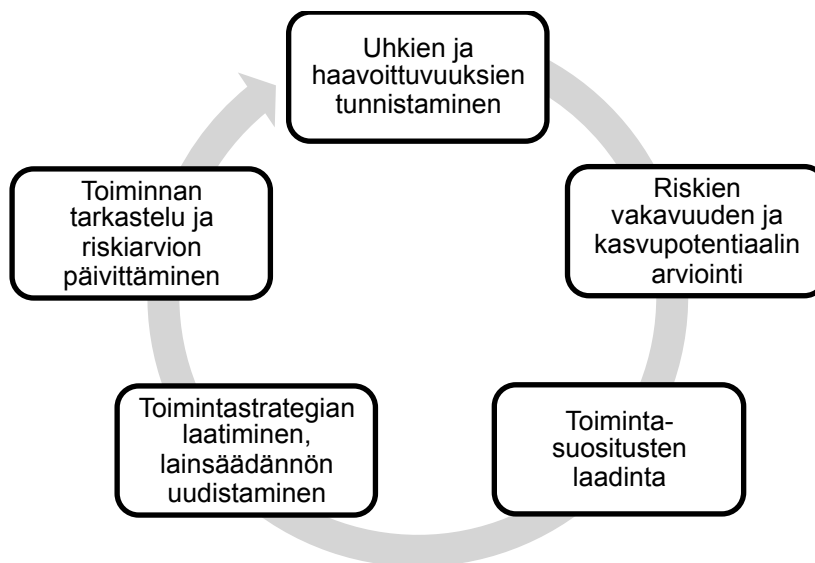 Uhkien ja
haavoittuvuuksien
tunnistaminen
Riskien
vakavuuden ja
kasvupotentiaalin
arviointi
Toiminta-
suositusten
laadinta
Toimintastrategian
laatiminen,
lainsäädännön
uudistaminen
Toiminnan
tarkastelu ja
riskiarvion
päivittäminen